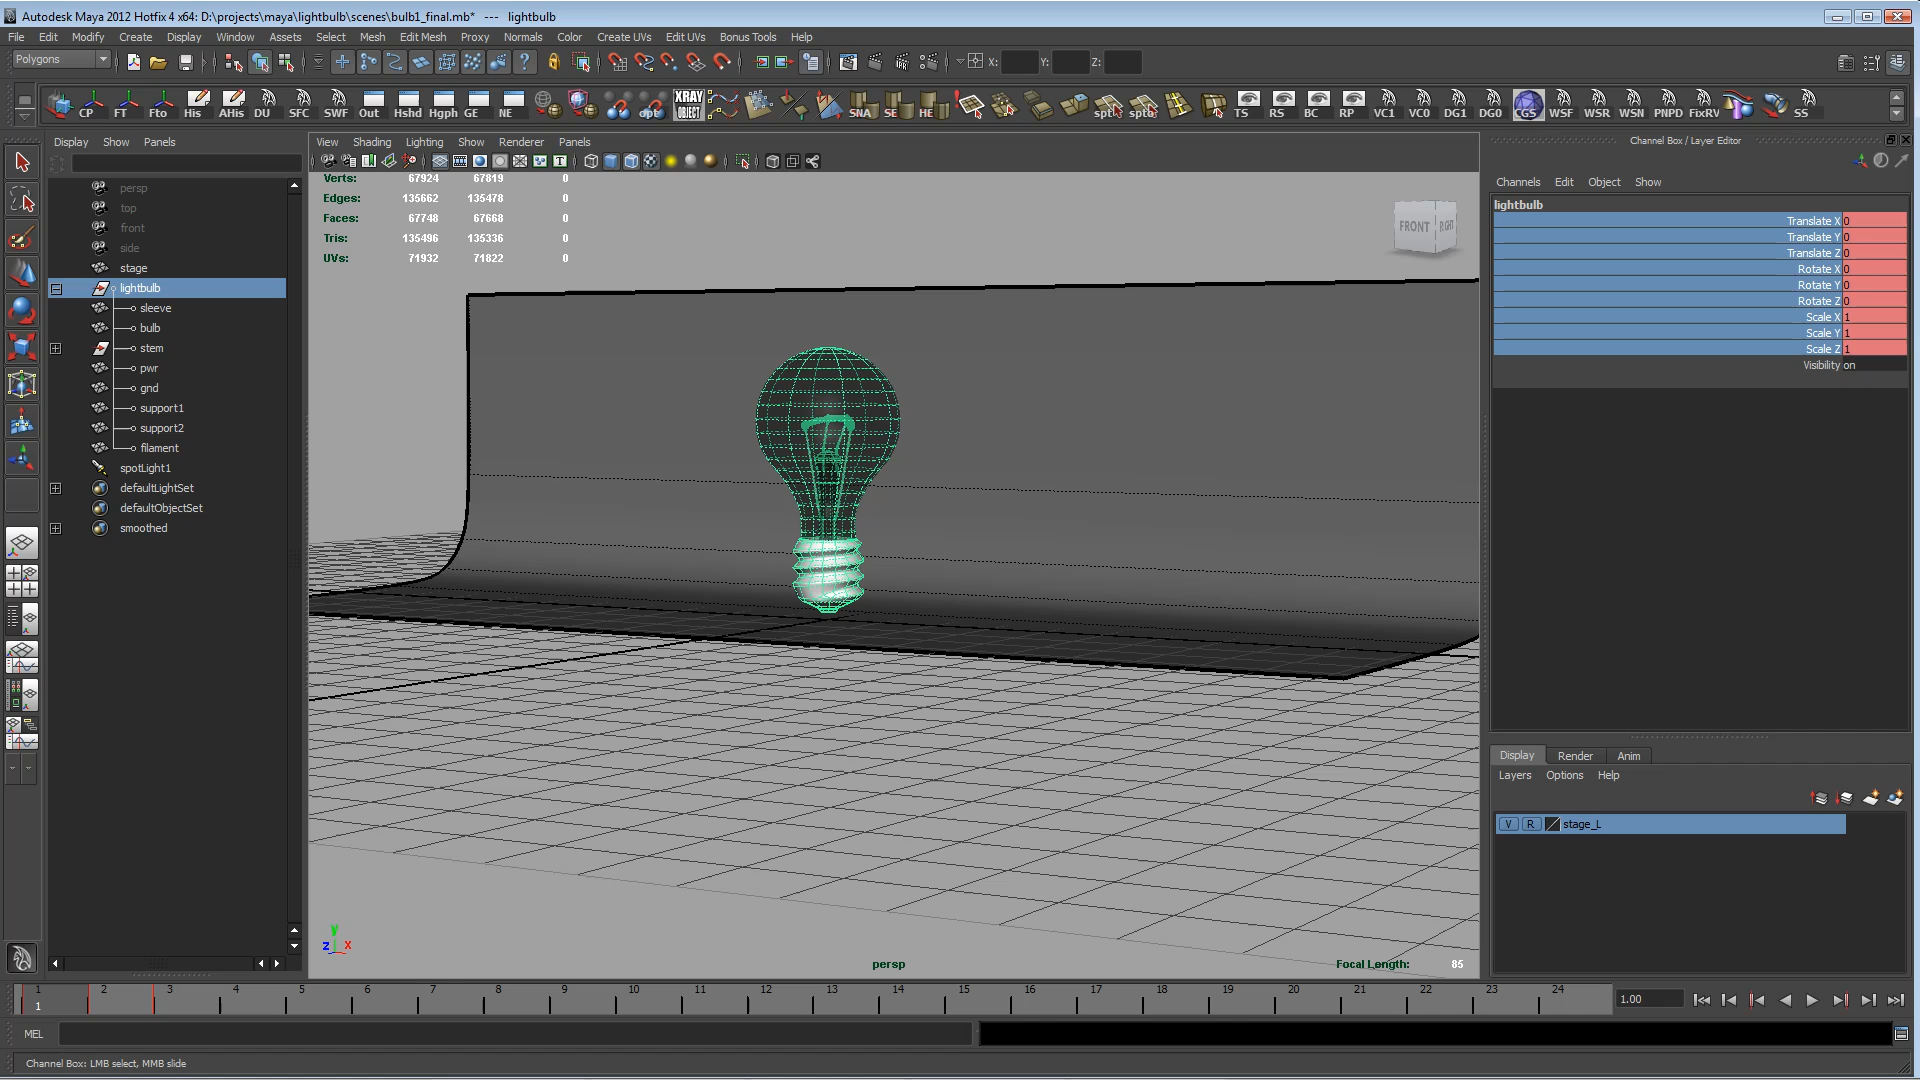 Autodesk Maya 2012 Hotfix 4 x64: D:\projects\maya\lightbulb\scenes\bulb1_final.mb* --- lightbulb
File Edit Modify Create Display Window Assets Select Mesh Edit Mesh Proxy Normals Color Create UVs Edit UVs Bonus Tools Help
Polygons X: Y: Z:
CP FT Fto His AHis DU SFC SWF Out Hshd Hgph GE NE opt XRAY OBJECT SNA SE HE TS RS BC RP VC1 VC0 DG1 DG0 CGS WSF WSR WSN PNPD FixRV SS
Display Show Panels
View Shading Lighting Show Renderer Panels
Channel Box / Layer Editor
Channels Edit Object Show
persp
top
front
side
stage
lightbulb
sleeve
bulb
stem
pwr
gnd
support1
support2
filament
spotLight1
defaultLightSet
defaultObjectSet
smoothed
Verts: 67924 67819 0
Edges: 135662 135478 0
Faces: 67748 67668 0
Tris: 135496 135336 0
UVs: 71932 71822 0
FRONT RIGHT
y
z x
persp
Focal Length: 85
lightbulb
Translate X 0
Translate Y 0
Translate Z 0
Rotate X 0
Rotate Y 0
Rotate Z 0
Scale X 1
Scale Y 1
Scale Z 1
Visibility on
Display Render Anim
Layers Options Help
V R stage_L
1 2 3 4 5 6 7 8 9 10 11 12 13 14 15 16 17 18 19 20 21 22 23 24
1
1.00
MEL
Channel Box: LMB select, MMB slide